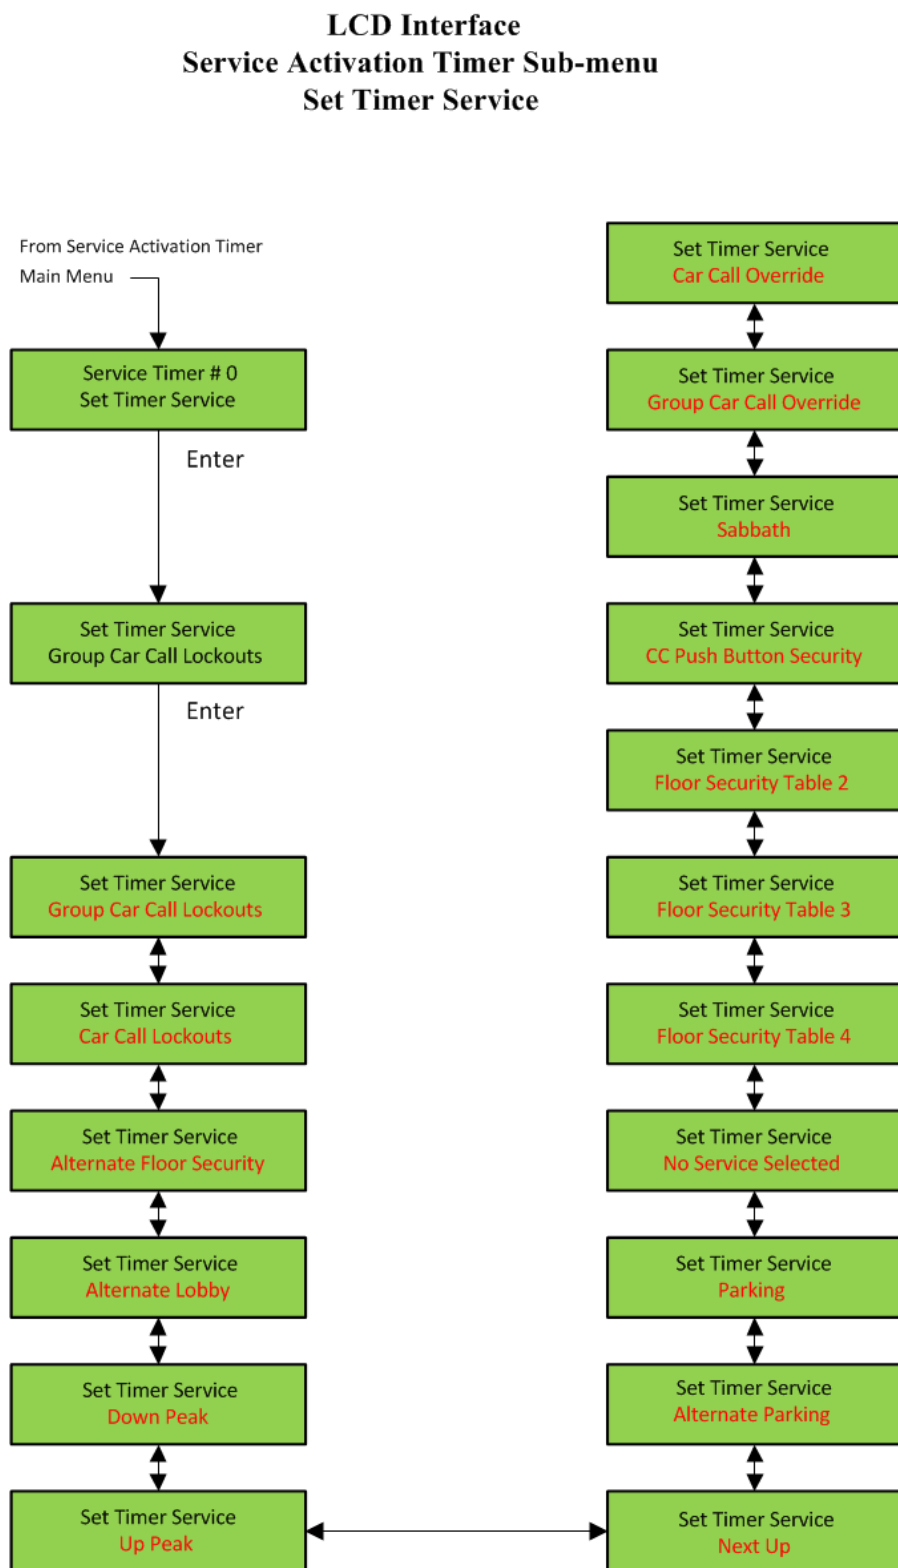 LCD Interface
Service Activation Timer Sub-menu
Set Timer Service
From Service Activation Timer
Main Menu
Service Timer # 0
Set Timer Service
Enter
Set Timer Service
Group Car Call Lockouts
Enter
Set Timer Service
Group Car Call Lockouts
Set Timer Service
Car Call Lockouts
Set Timer Service
Alternate Floor Security
Set Timer Service
Alternate Lobby
Set Timer Service
Down Peak
Set Timer Service
Up Peak
Set Timer Service
Car Call Override
Set Timer Service
Group Car Call Override
Set Timer Service
Sabbath
Set Timer Service
CC Push Button Security
Set Timer Service
Floor Security Table 2
Set Timer Service
Floor Security Table 3
Set Timer Service
Floor Security Table 4
Set Timer Service
No Service Selected
Set Timer Service
Parking
Set Timer Service
Alternate Parking
Set Timer Service
Next Up